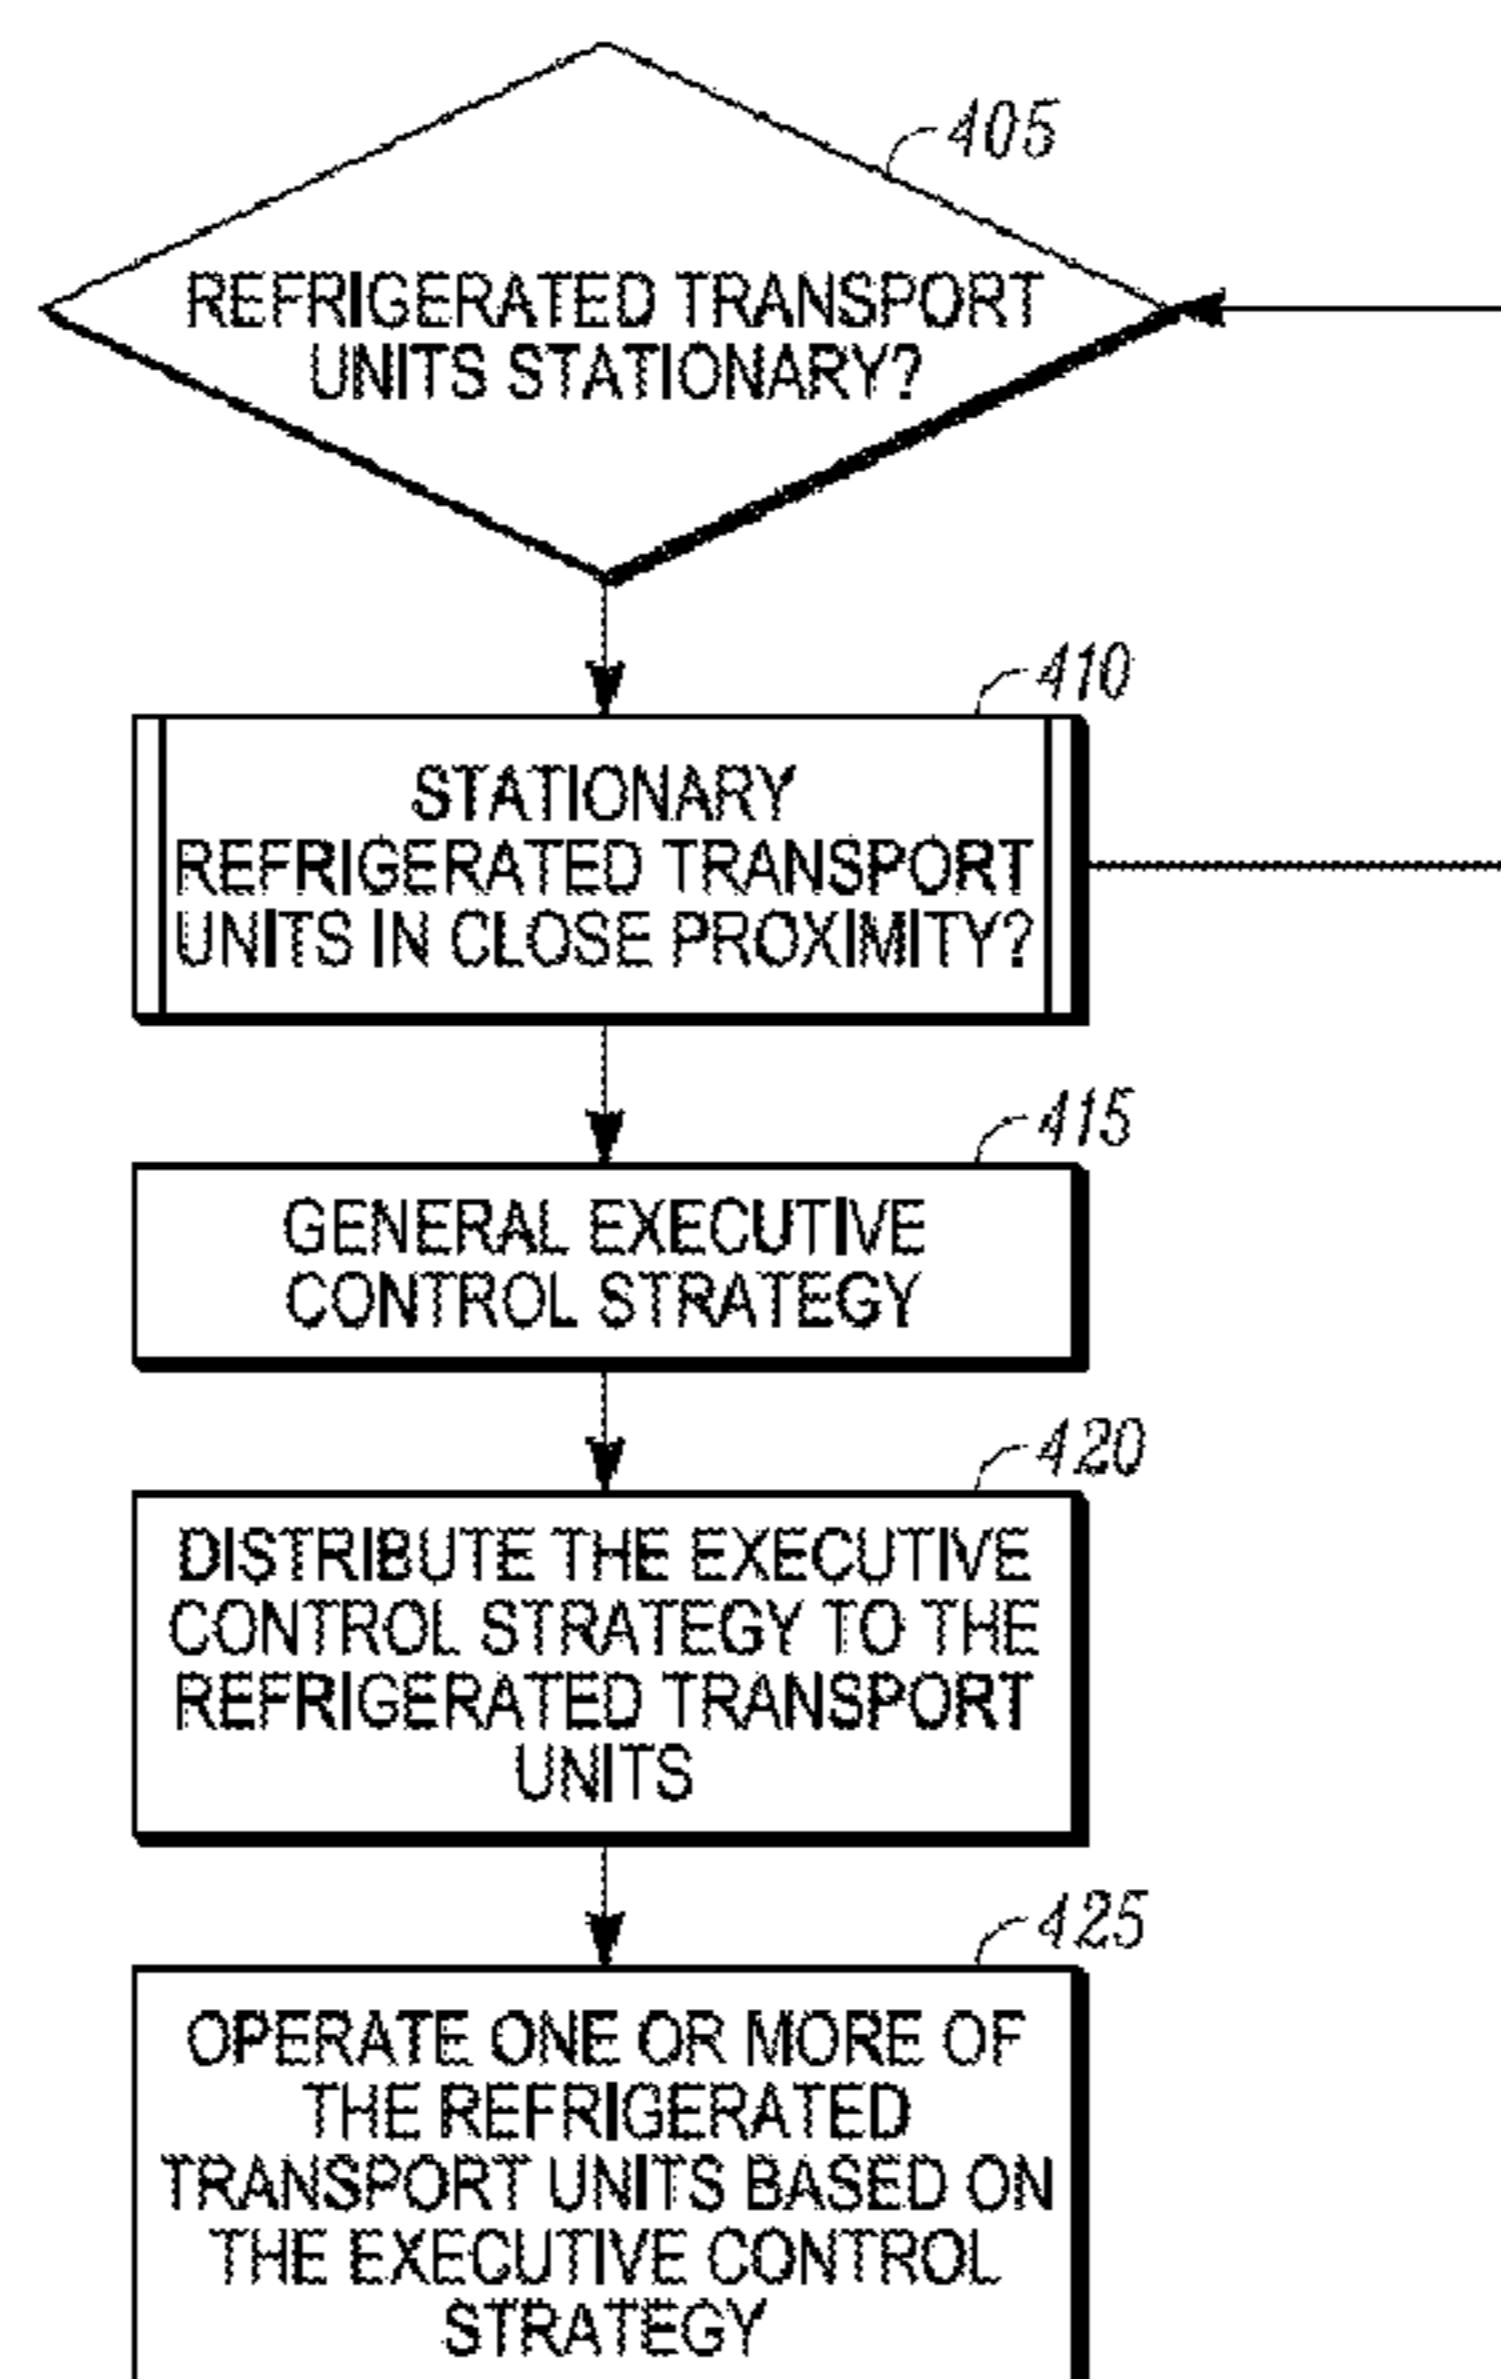 405
REFRIGERATED TRANSPORT
UNITS STATIONARY?
410
STATIONARY
REFRIGERATED TRANSPORT
UNITS IN CLOSE PROXIMITY?
415
GENERAL EXECUTIVE
CONTROL STRATEGY
420
DISTRIBUTE THE EXECUTIVE
CONTROL STRATEGY TO THE
REFRIGERATED TRANSPORT
UNITS
425
OPERATE ONE OR MORE OF
THE REFRIGERATED
TRANSPORT UNITS BASED ON
THE EXECUTIVE CONTROL
STRATEGY